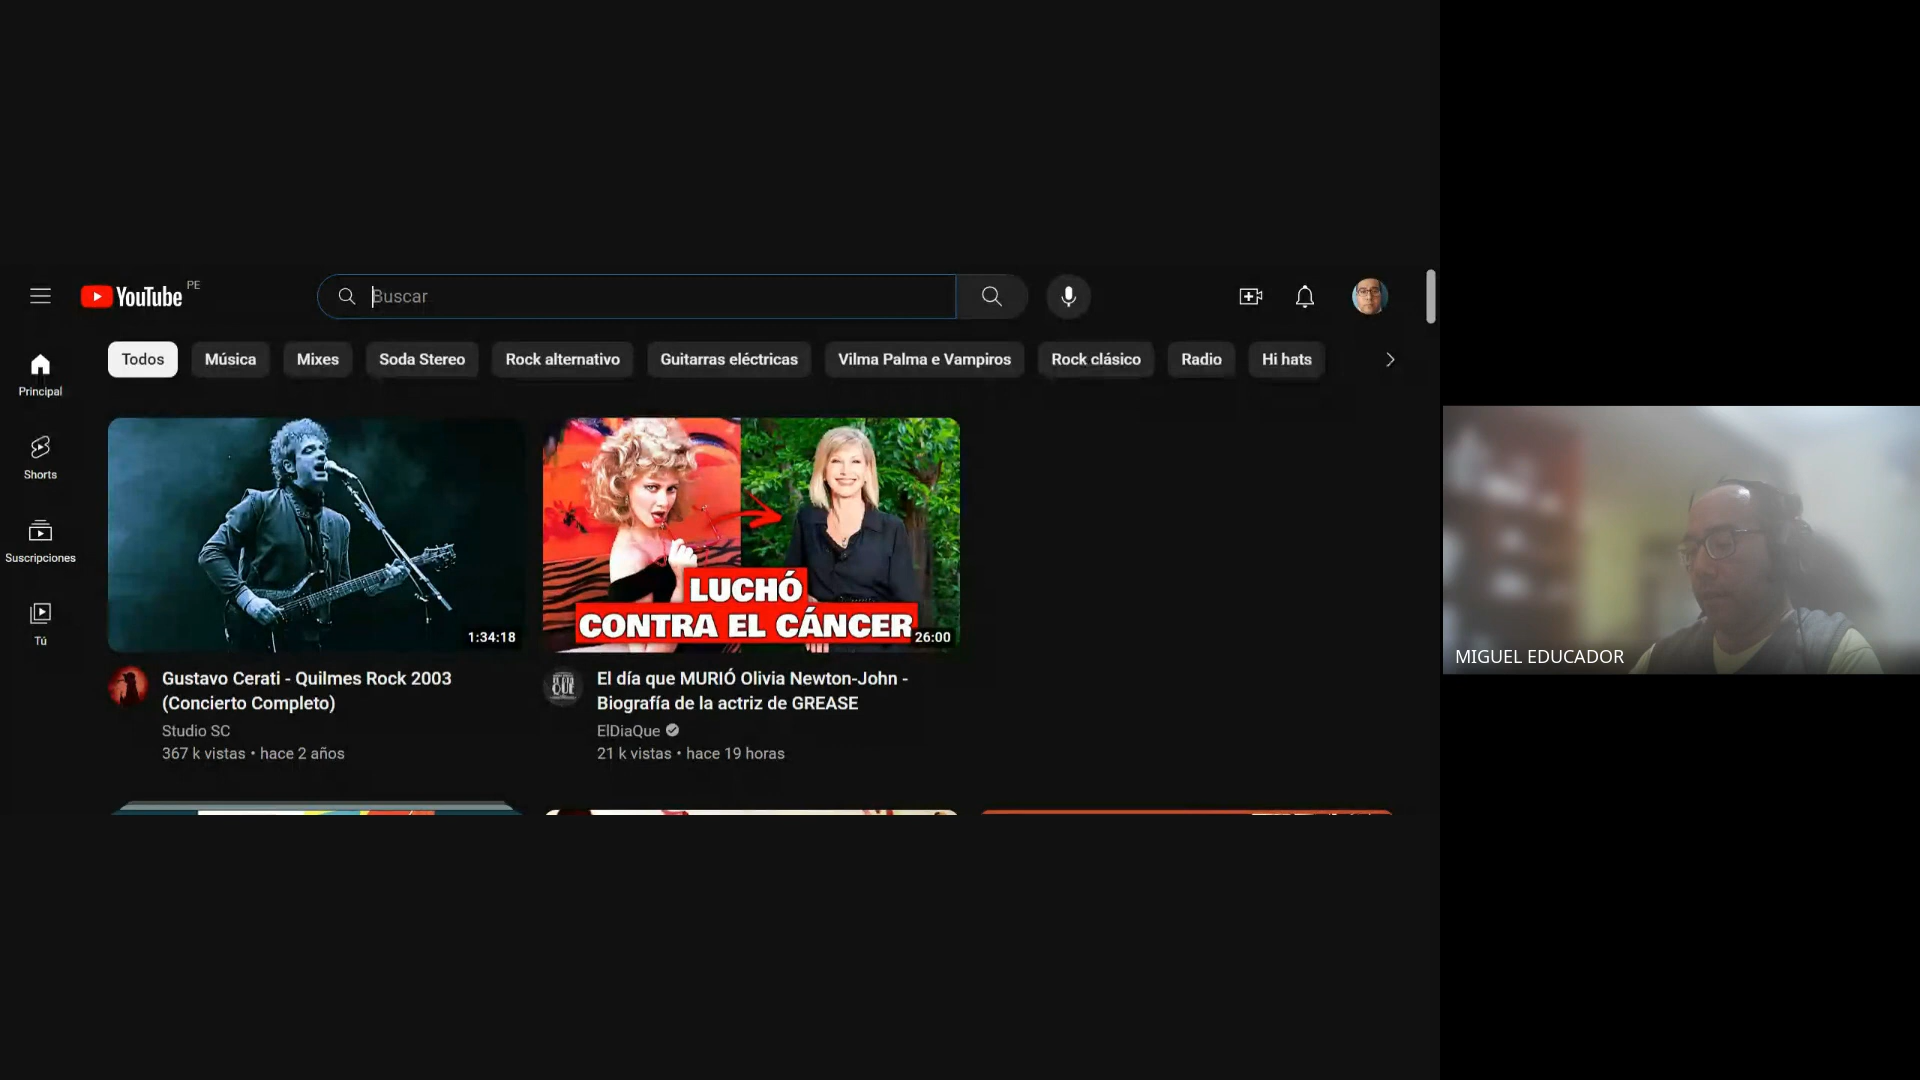 YouTube PE
Buscar
Todos
Música
Mixes
Soda Stereo
Rock alternativo
Guitarras eléctricas
Vilma Palma e Vampiros
Rock clásico
Radio
Hi hats
Principal
Shorts
Suscripciones
Tú
1:34:18
Gustavo Cerati - Quilmes Rock 2003
(Concierto Completo)
Studio SC
367 k vistas • hace 2 años
LUCHÓ
CONTRA EL CÁNCER
26:00
El día que MURIÓ Olivia Newton-John -
Biografía de la actriz de GREASE
ElDiaQue
21 k vistas • hace 19 horas
MIGUEL EDUCADOR